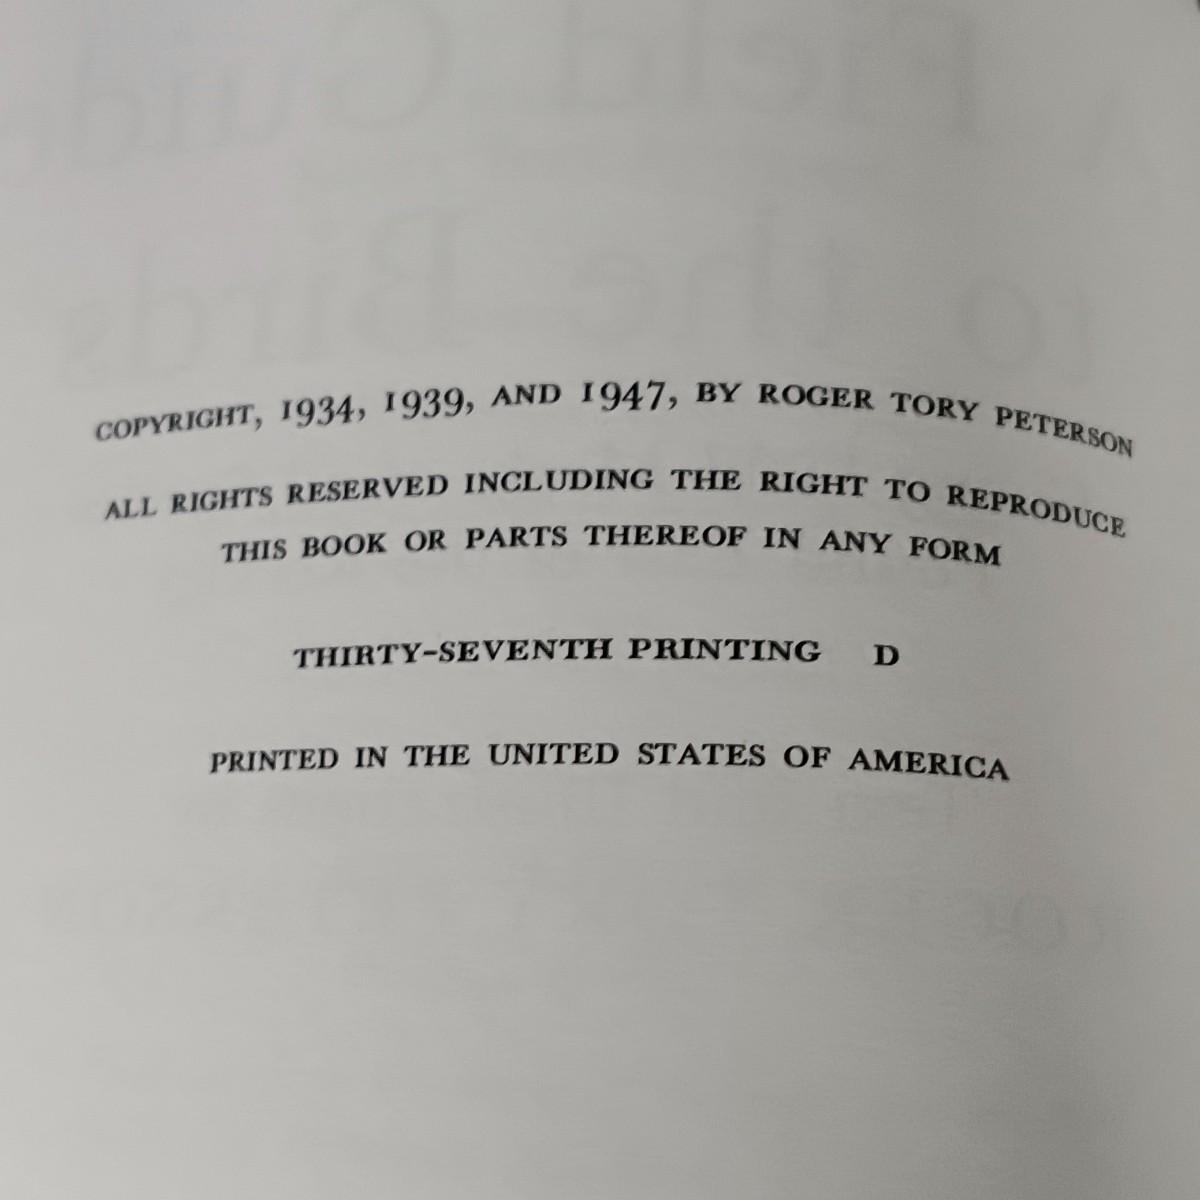 COPYRIGHT, 1934, 1939, AND 1947, BY ROGER TORY PETERSON
ALL RIGHTS RESERVED INCLUDING THE RIGHT TO REPRODUCE
THIS BOOK OR PARTS THEREOF IN ANY FORM
THIRTY-SEVENTH PRINTING D
PRINTED IN THE UNITED STATES OF AMERICA